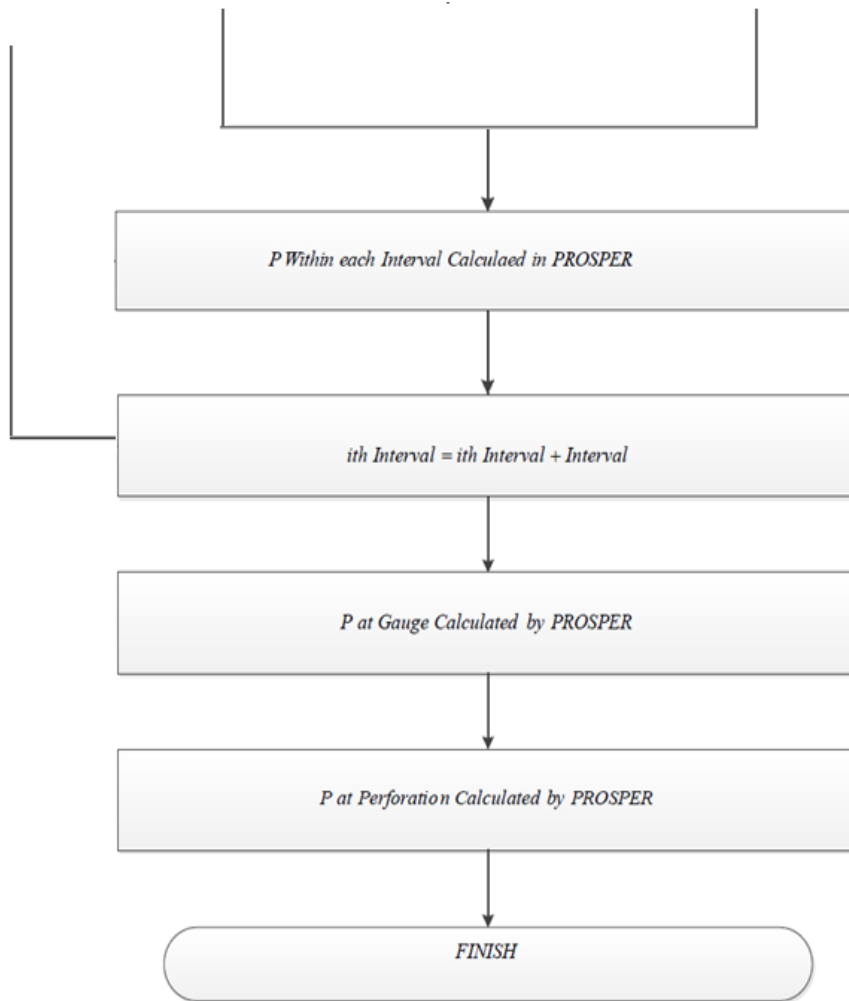 P Within each Interval Calculaed in PROSPER
ith Interval = ith Interval + Interval
P at Gauge Calculated by PROSPER
P at Perforation Calculated by PROSPER
FINISH